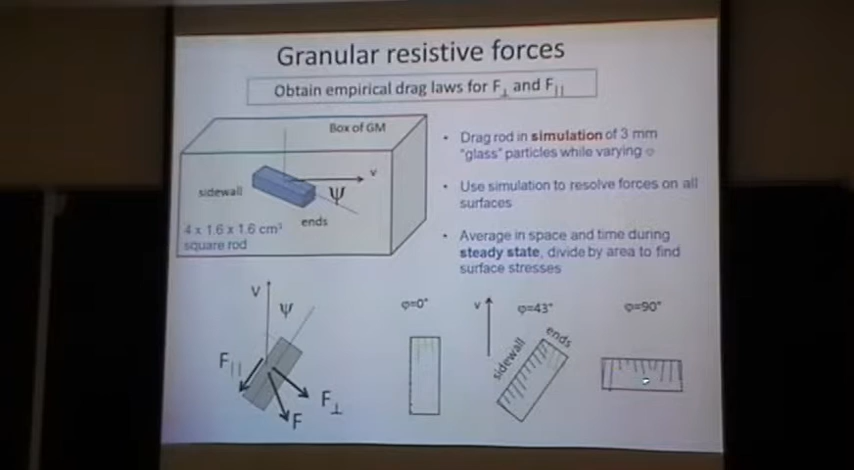 Granular resistive forces
Obtain empirical drag laws for F⊥ and F||
Box of GM
v
Ψ
sidewall
ends
4 x 1.6 x 1.6 cm³
square rod
• Drag rod in simulation of 3 mm
"glass" particles while varying
• Use simulation to resolve forces on all
surfaces
• Average in space and time during
steady state, divide by area to find
surface stresses
v
Ψ
F||
F⊥
F
φ=0°
v
φ=43°
sidewall
ends
φ=90°